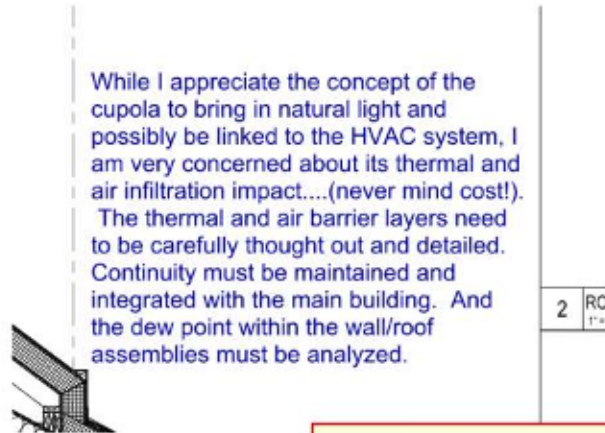 While I appreciate the concept of the
cupola to bring in natural light and
possibly be linked to the HVAC system, I
am very concerned about its thermal and
air infiltration impact....(never mind cost!).
The thermal and air barrier layers need
to be carefully thought out and detailed.
Continuity must be maintained and
integrated with the main building.  And
the dew point within the wall/roof
assemblies must be analyzed.
2